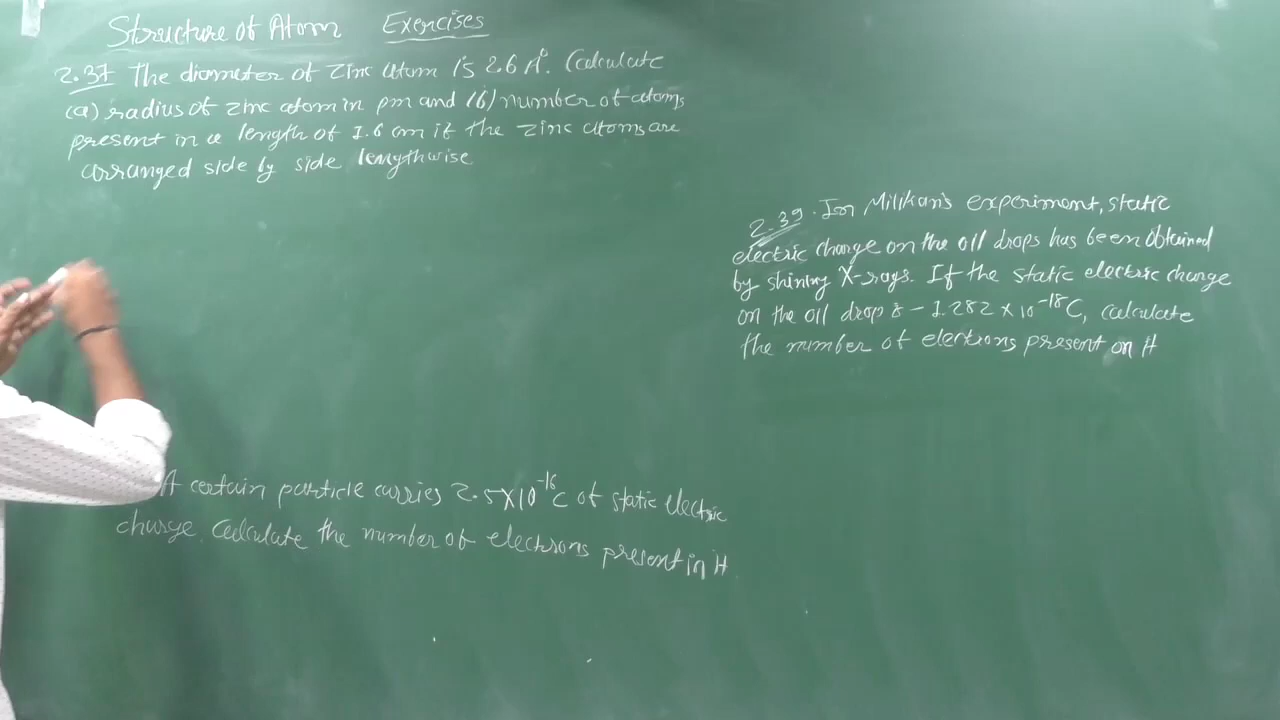 Structure of Atom Exercises
2.37 The diameter of Zinc atom is 2.6 A°. Calculate
(a) radius of zinc atom in pm and (b) number of atoms
present in a length of 1.6 cm if the zinc atoms are
arranged side by side lengthwise
2.39. In Milikan's experiment, static
electric charge on the oil drops has been obtained
by shining X-rays. If the static electric charge
on the oil drop is -1.282 x 10⁻¹⁸C, calculate
the number of electrons present on it
A certain particle carries 2.5X10⁻¹⁶C of static electric
charge. Calculate the number of electrons present in it